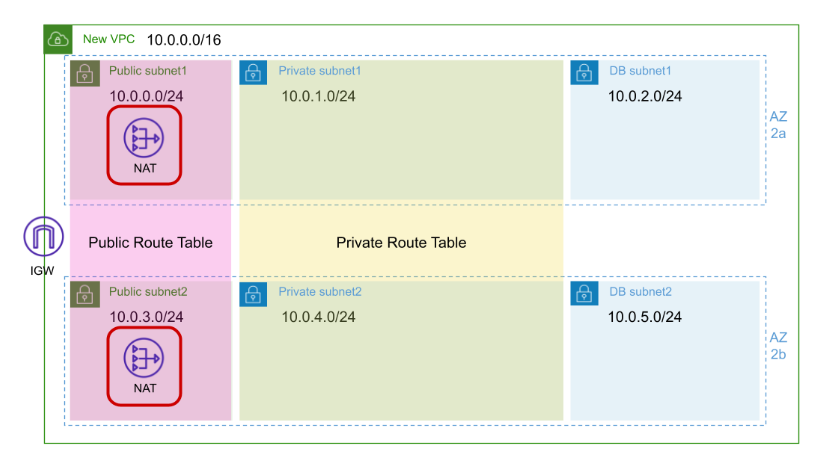 New VPC 10.0.0.0/16
Public subnet1
10.0.0.0/24
NAT
Private subnet1
10.0.1.0/24
DB subnet1
10.0.2.0/24
AZ
2a
IGW
Public Route Table
Private Route Table
Public subnet2
10.0.3.0/24
NAT
Private subnet2
10.0.4.0/24
DB subnet2
10.0.5.0/24
AZ
2b